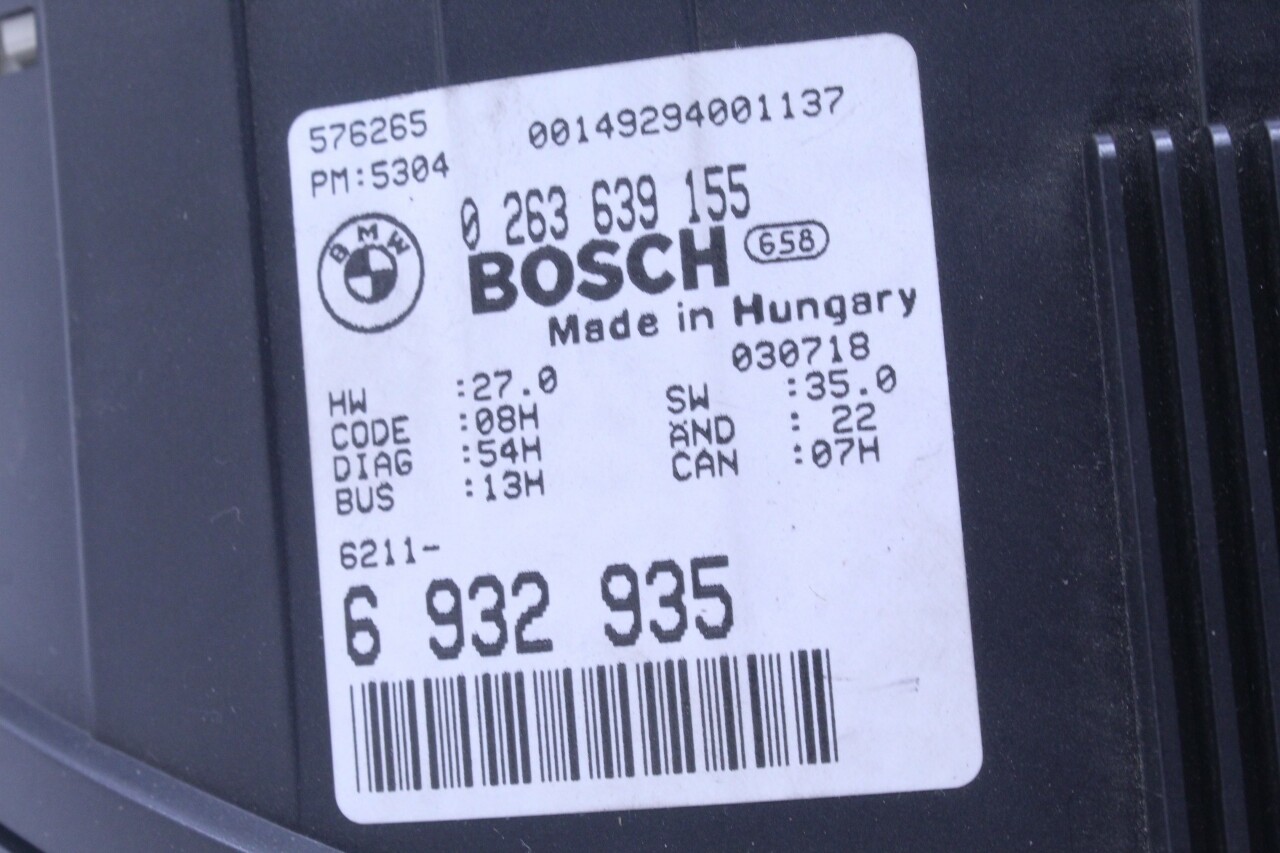 576265 00149294001137
PM:5304
0 263 639 155
BMW
BOSCH 658
Made in Hungary
030718
HW :27.0 SW :35.0
CODE :08H ÄND : 22
DIAG :54H CAN :07H
BUS :13H
6211-
6 932 935